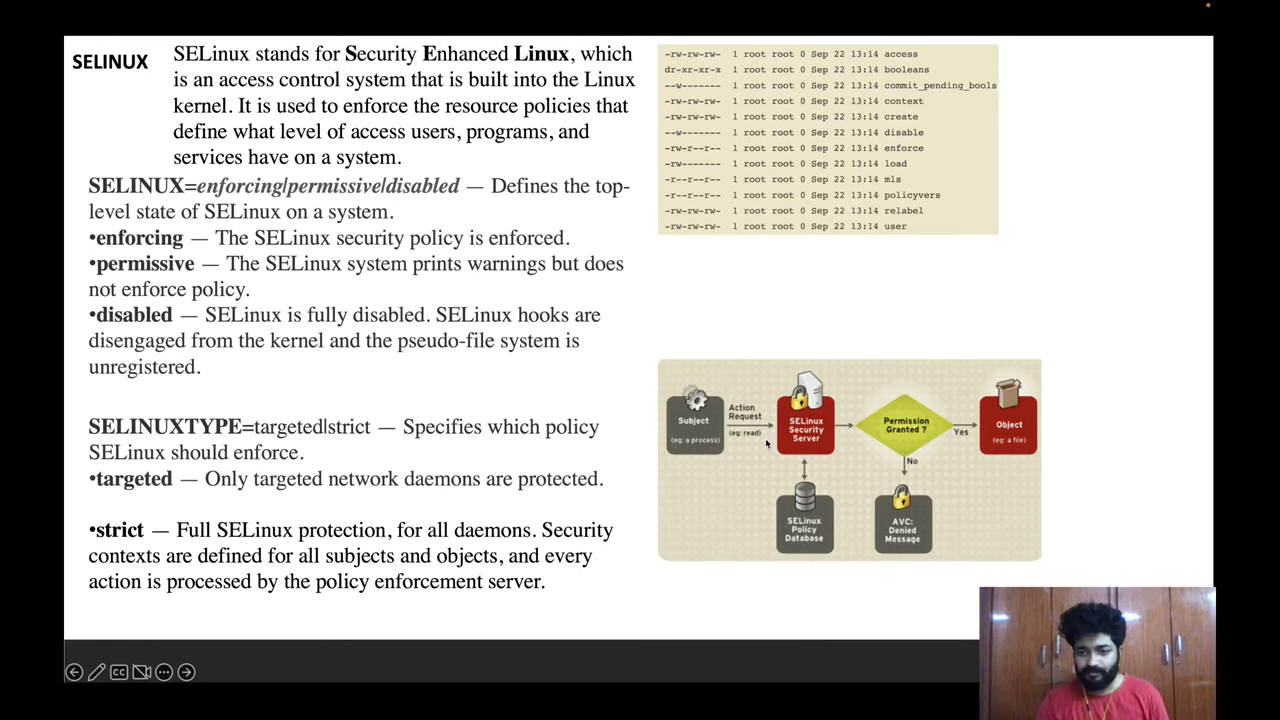 SELINUX
SELinux stands for Security Enhanced Linux, which
is an access control system that is built into the Linux
kernel. It is used to enforce the resource policies that
define what level of access users, programs, and
services have on a system.
SELINUX=enforcing|permissive|disabled — Defines the top-
level state of SELinux on a system.
•enforcing — The SELinux security policy is enforced.
•permissive — The SELinux system prints warnings but does
not enforce policy.
•disabled — SELinux is fully disabled. SELinux hooks are
disengaged from the kernel and the pseudo-file system is
unregistered.
SELINUXTYPE=targeted|strict — Specifies which policy
SELinux should enforce.
•targeted — Only targeted network daemons are protected.
•strict — Full SELinux protection, for all daemons. Security
contexts are defined for all subjects and objects, and every
action is processed by the policy enforcement server.
-rw-rw-rw- 1 root root 0 Sep 22 13:14 access
dr-xr-xr-x 1 root root 0 Sep 22 13:14 booleans
--w------- 1 root root 0 Sep 22 13:14 commit_pending_bools
-rw-rw-rw- 1 root root 0 Sep 22 13:14 context
-rw-rw-rw- 1 root root 0 Sep 22 13:14 create
--w------- 1 root root 0 Sep 22 13:14 disable
-rw-r--r-- 1 root root 0 Sep 22 13:14 enforce
-rw------- 1 root root 0 Sep 22 13:14 load
-r--r--r-- 1 root root 0 Sep 22 13:14 mls
-r--r--r-- 1 root root 0 Sep 22 13:14 policyvers
-rw-rw-rw- 1 root root 0 Sep 22 13:14 relabel
-rw-rw-rw- 1 root root 0 Sep 22 13:14 user
Subject
(eg: a process)
Action
Request
(eg: read)
SELinux
Security
Server
Permission
Granted ?
Yes
Object
(eg: a file)
No
SELinux
Policy
Database
AVC:
Denied
Message
CC